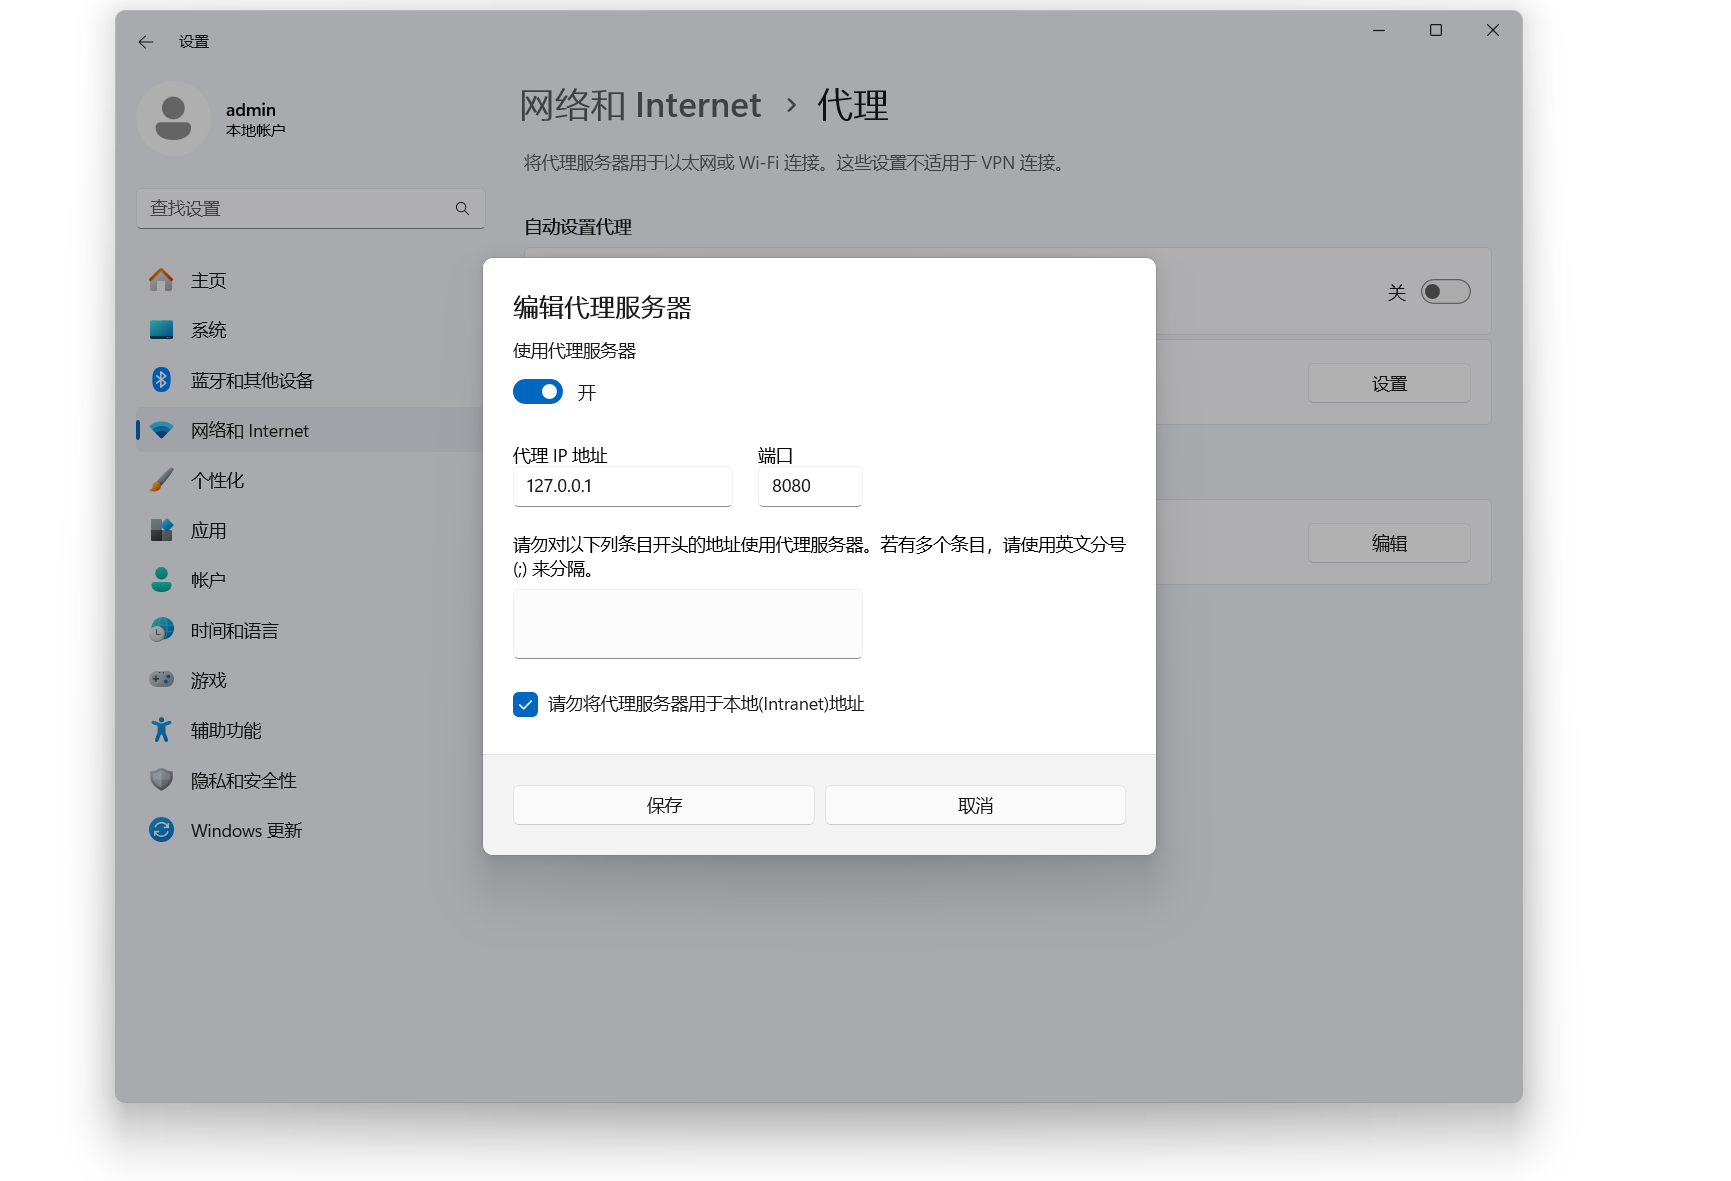 设置
admin
本地帐户
查找设置
主页
系统
蓝牙和其他设备
网络和 Internet
个性化
应用
帐户
时间和语言
游戏
辅助功能
隐私和安全性
Windows 更新
网络和 Internet › 代理
将代理服务器用于以太网或 Wi-Fi 连接。这些设置不适用于 VPN 连接。
自动设置代理
关
设置
编辑
编辑代理服务器
使用代理服务器
开
代理 IP 地址 端口
127.0.0.1 8080
请勿对以下列条目开头的地址使用代理服务器。若有多个条目，请使用英文分号
(;) 来分隔。
请勿将代理服务器用于本地(Intranet)地址
保存 取消